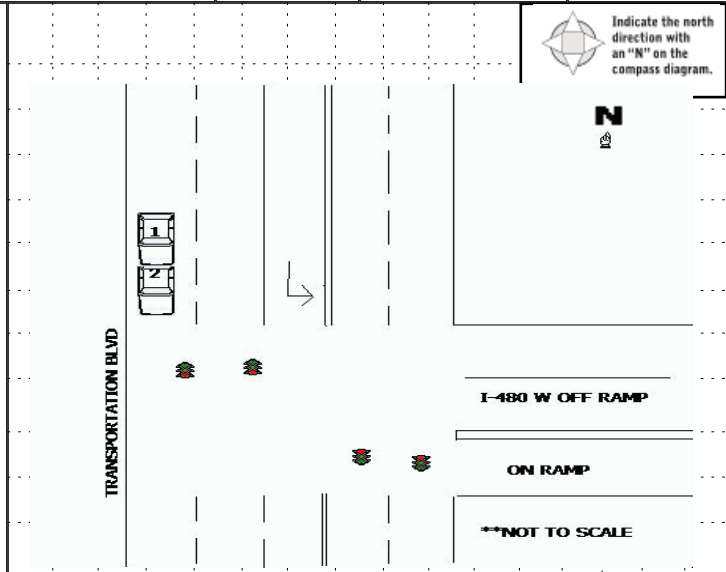 Indicate the north
direction with
an “N” on the
compass diagram.
N
1
2
TRANSPORTATION BLVD
I-480 W OFF RAMP
ON RAMP
**NOT TO SCALE